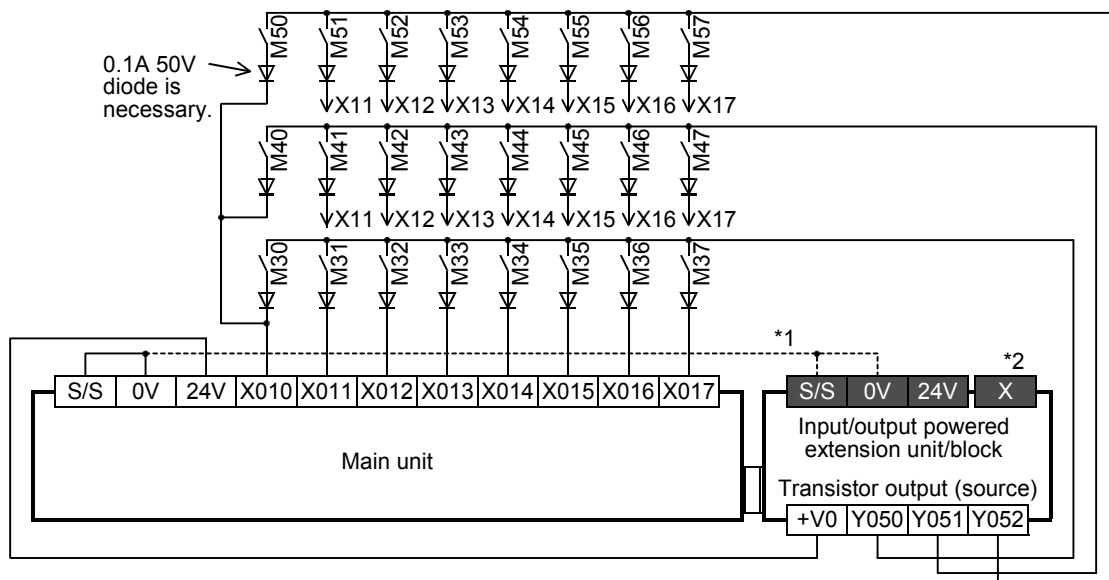 M50 M51 M52 M53 M54 M55 M56 M57
0.1A 50V
diode is
necessary.
X11 X12 X13 X14 X15 X16 X17
M40 M41 M42 M43 M44 M45 M46 M47
X11 X12 X13 X14 X15 X16 X17
M30 M31 M32 M33 M34 M35 M36 M37
*1
*2
S/S 0V 24V X010 X011 X012 X013 X014 X015 X016 X017
S/S 0V 24V X
Main unit
Input/output powered
extension unit/block
Transistor output (source)
+V0 Y050 Y051 Y052